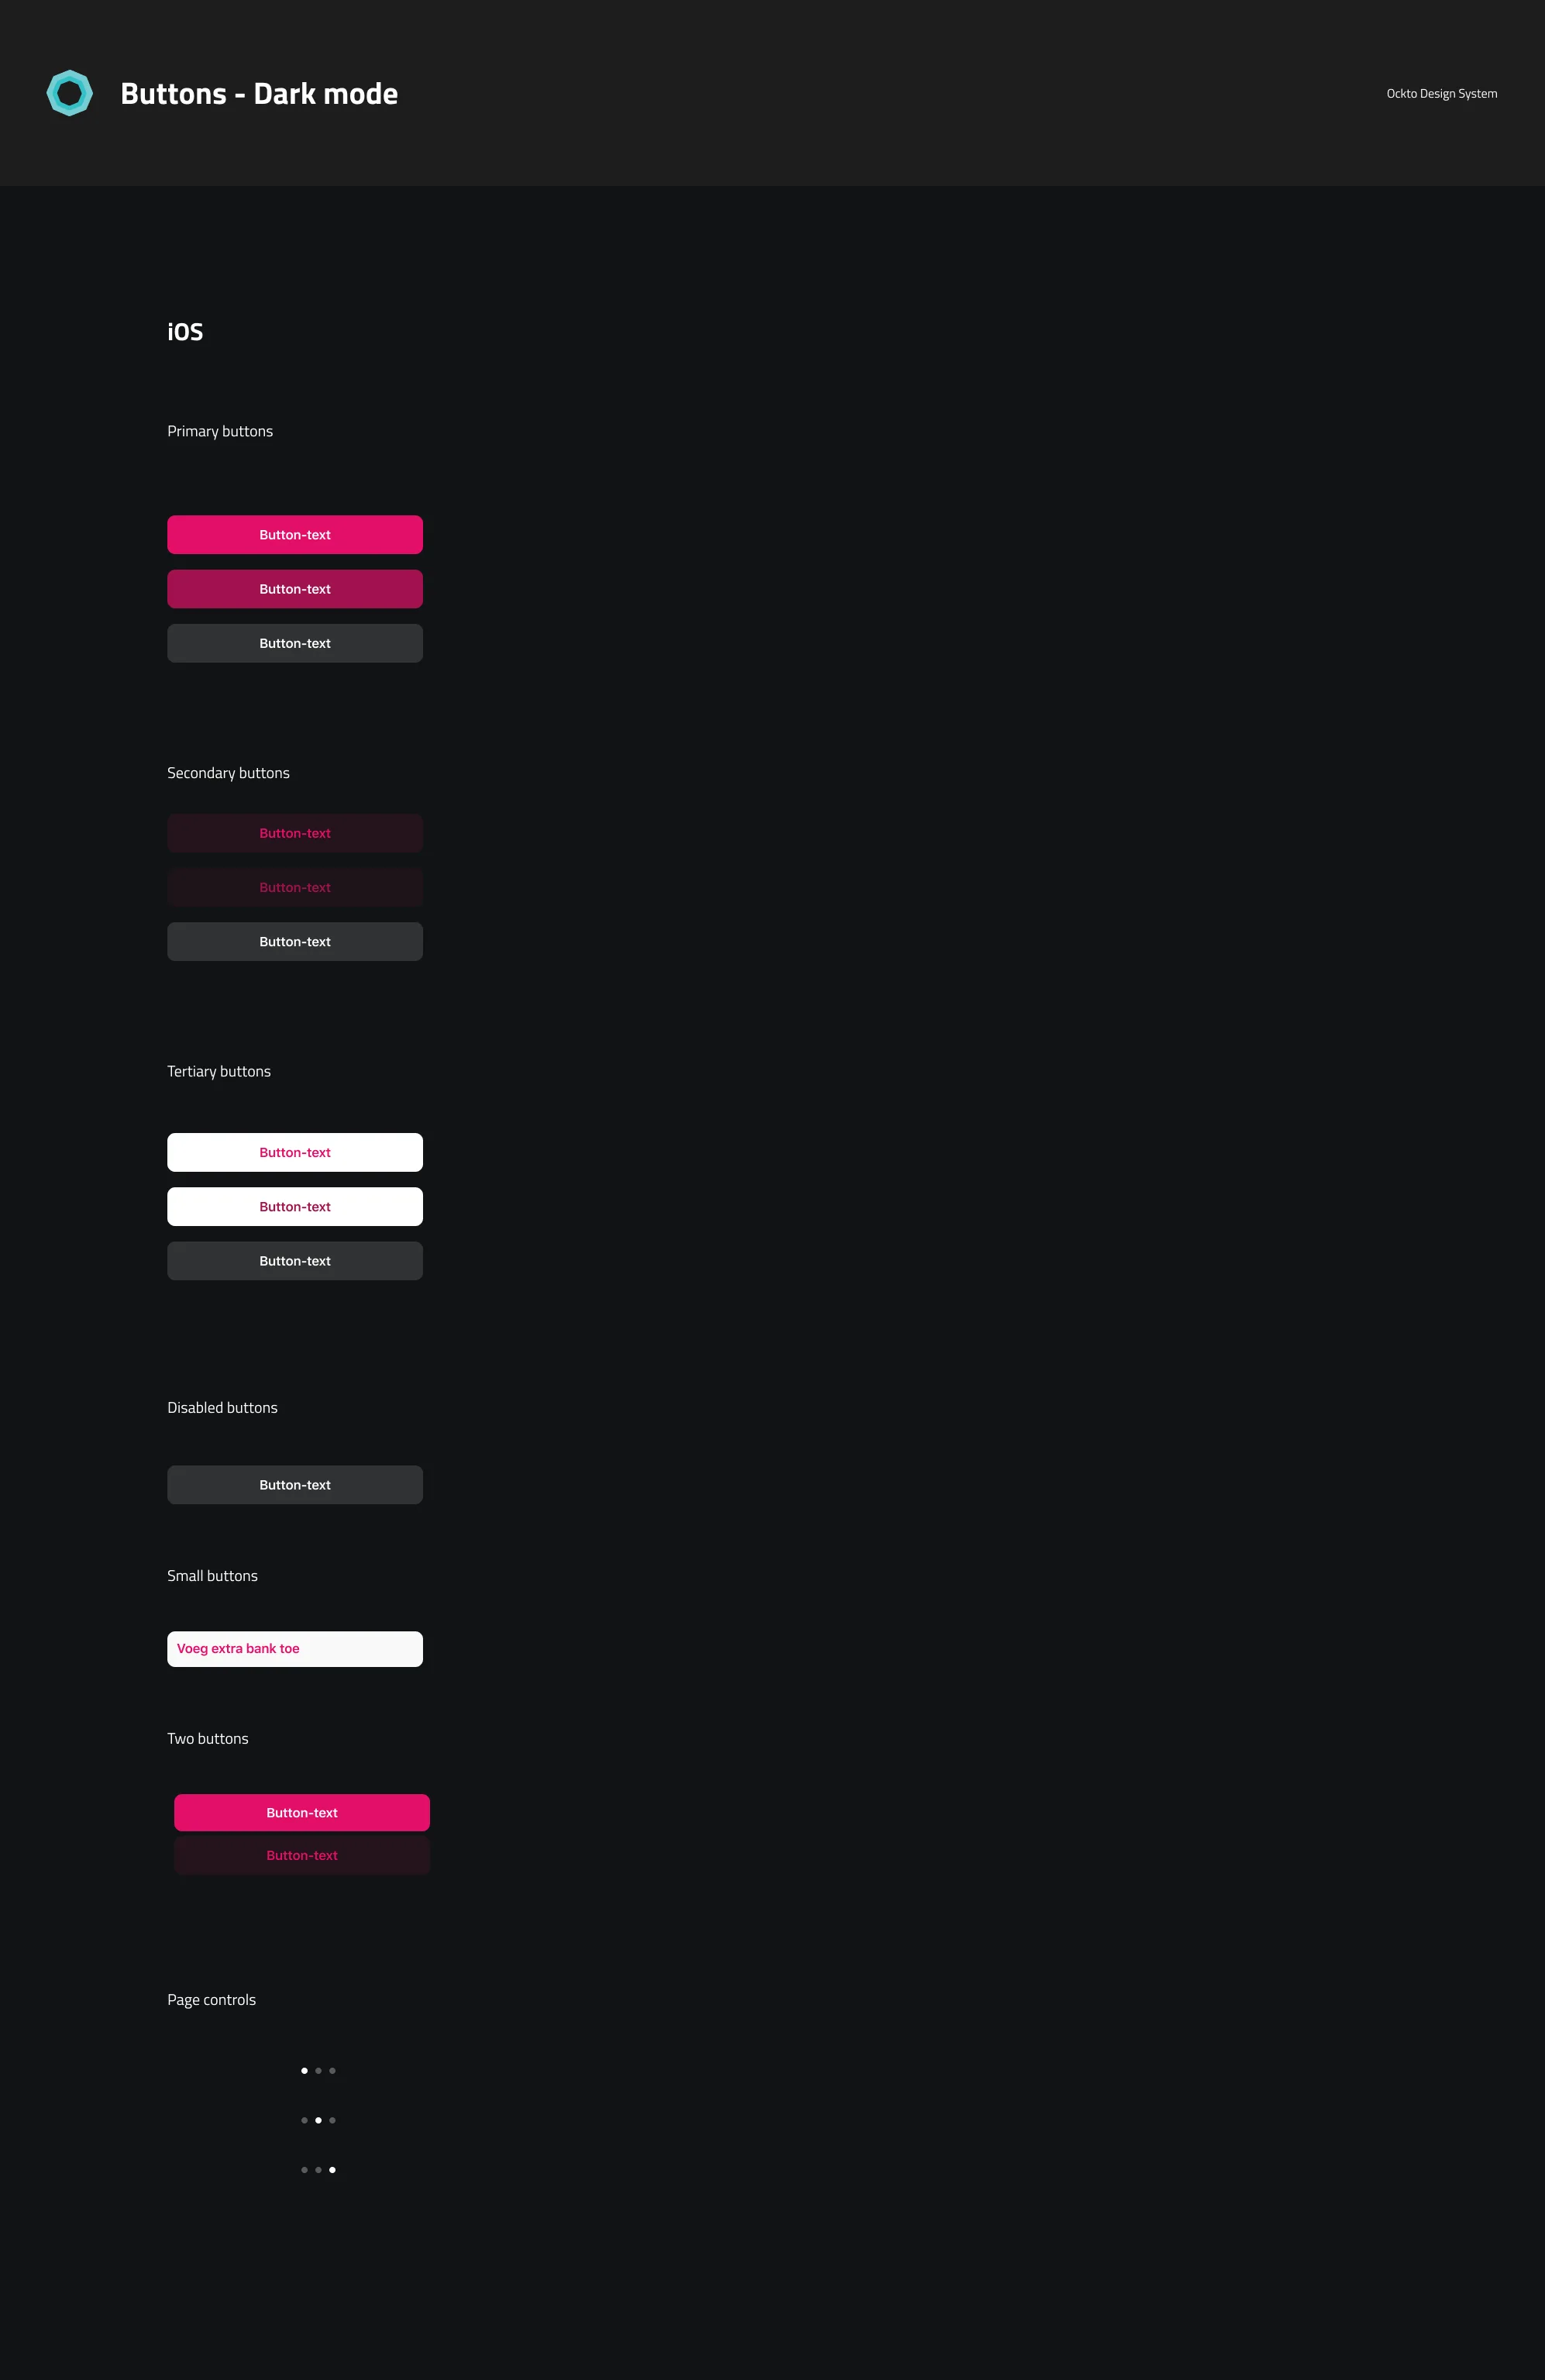 Buttons - Dark mode
Ockto Design System
iOS
Primary buttons
Button-text
Button-text
Button-text
Secondary buttons
Button-text
Button-text
Button-text
Tertiary buttons
Button-text
Button-text
Button-text
Disabled buttons
Button-text
Small buttons
Voeg extra bank toe
Two buttons
Button-text
Button-text
Page controls